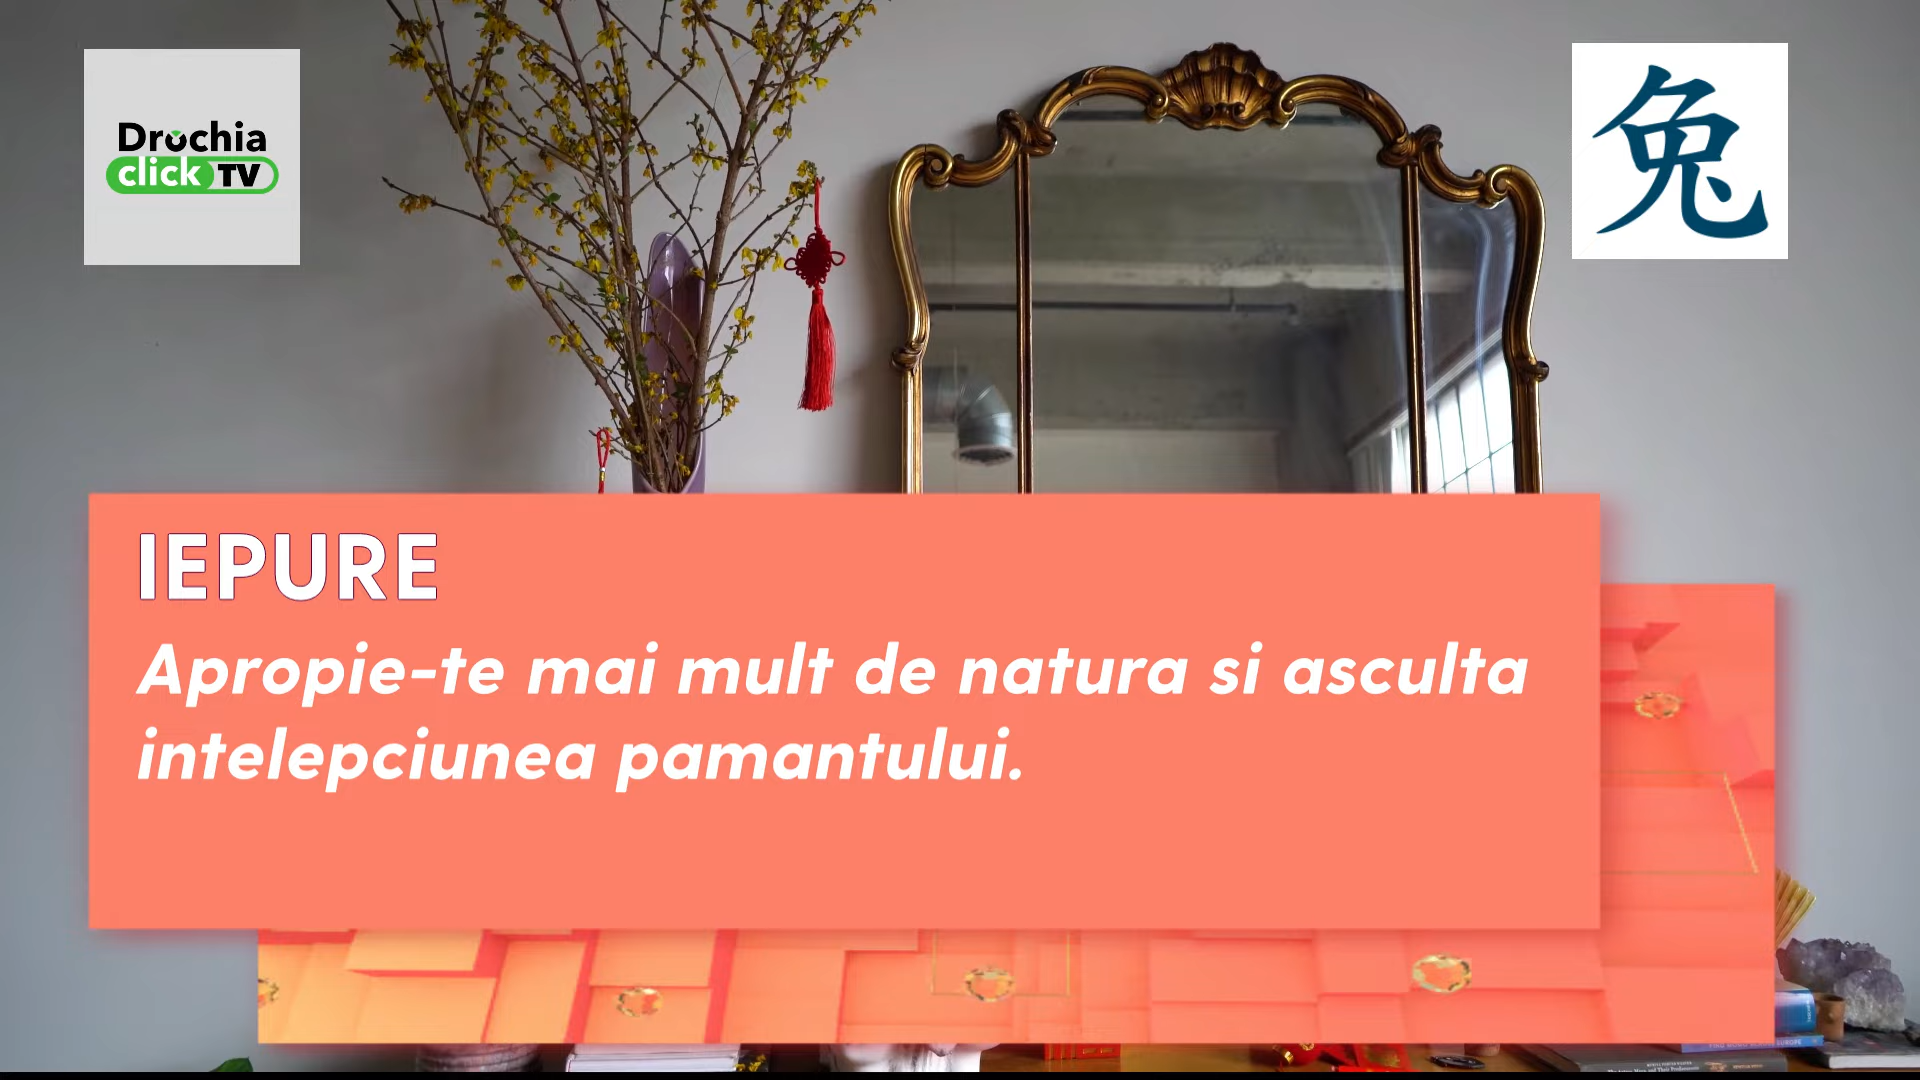 Drochia
click TV
兔
IEPURE
Apropie-te mai mult de natura si asculta
intelepciunea pamantului.